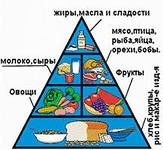 жиры,масла и сладости
мясо,птица,
рыба,яйца,
орехи,бобы.
молоко,сыры
Фрукты
Овощи
хлеб,крупы,
рис и макар-е изд-я